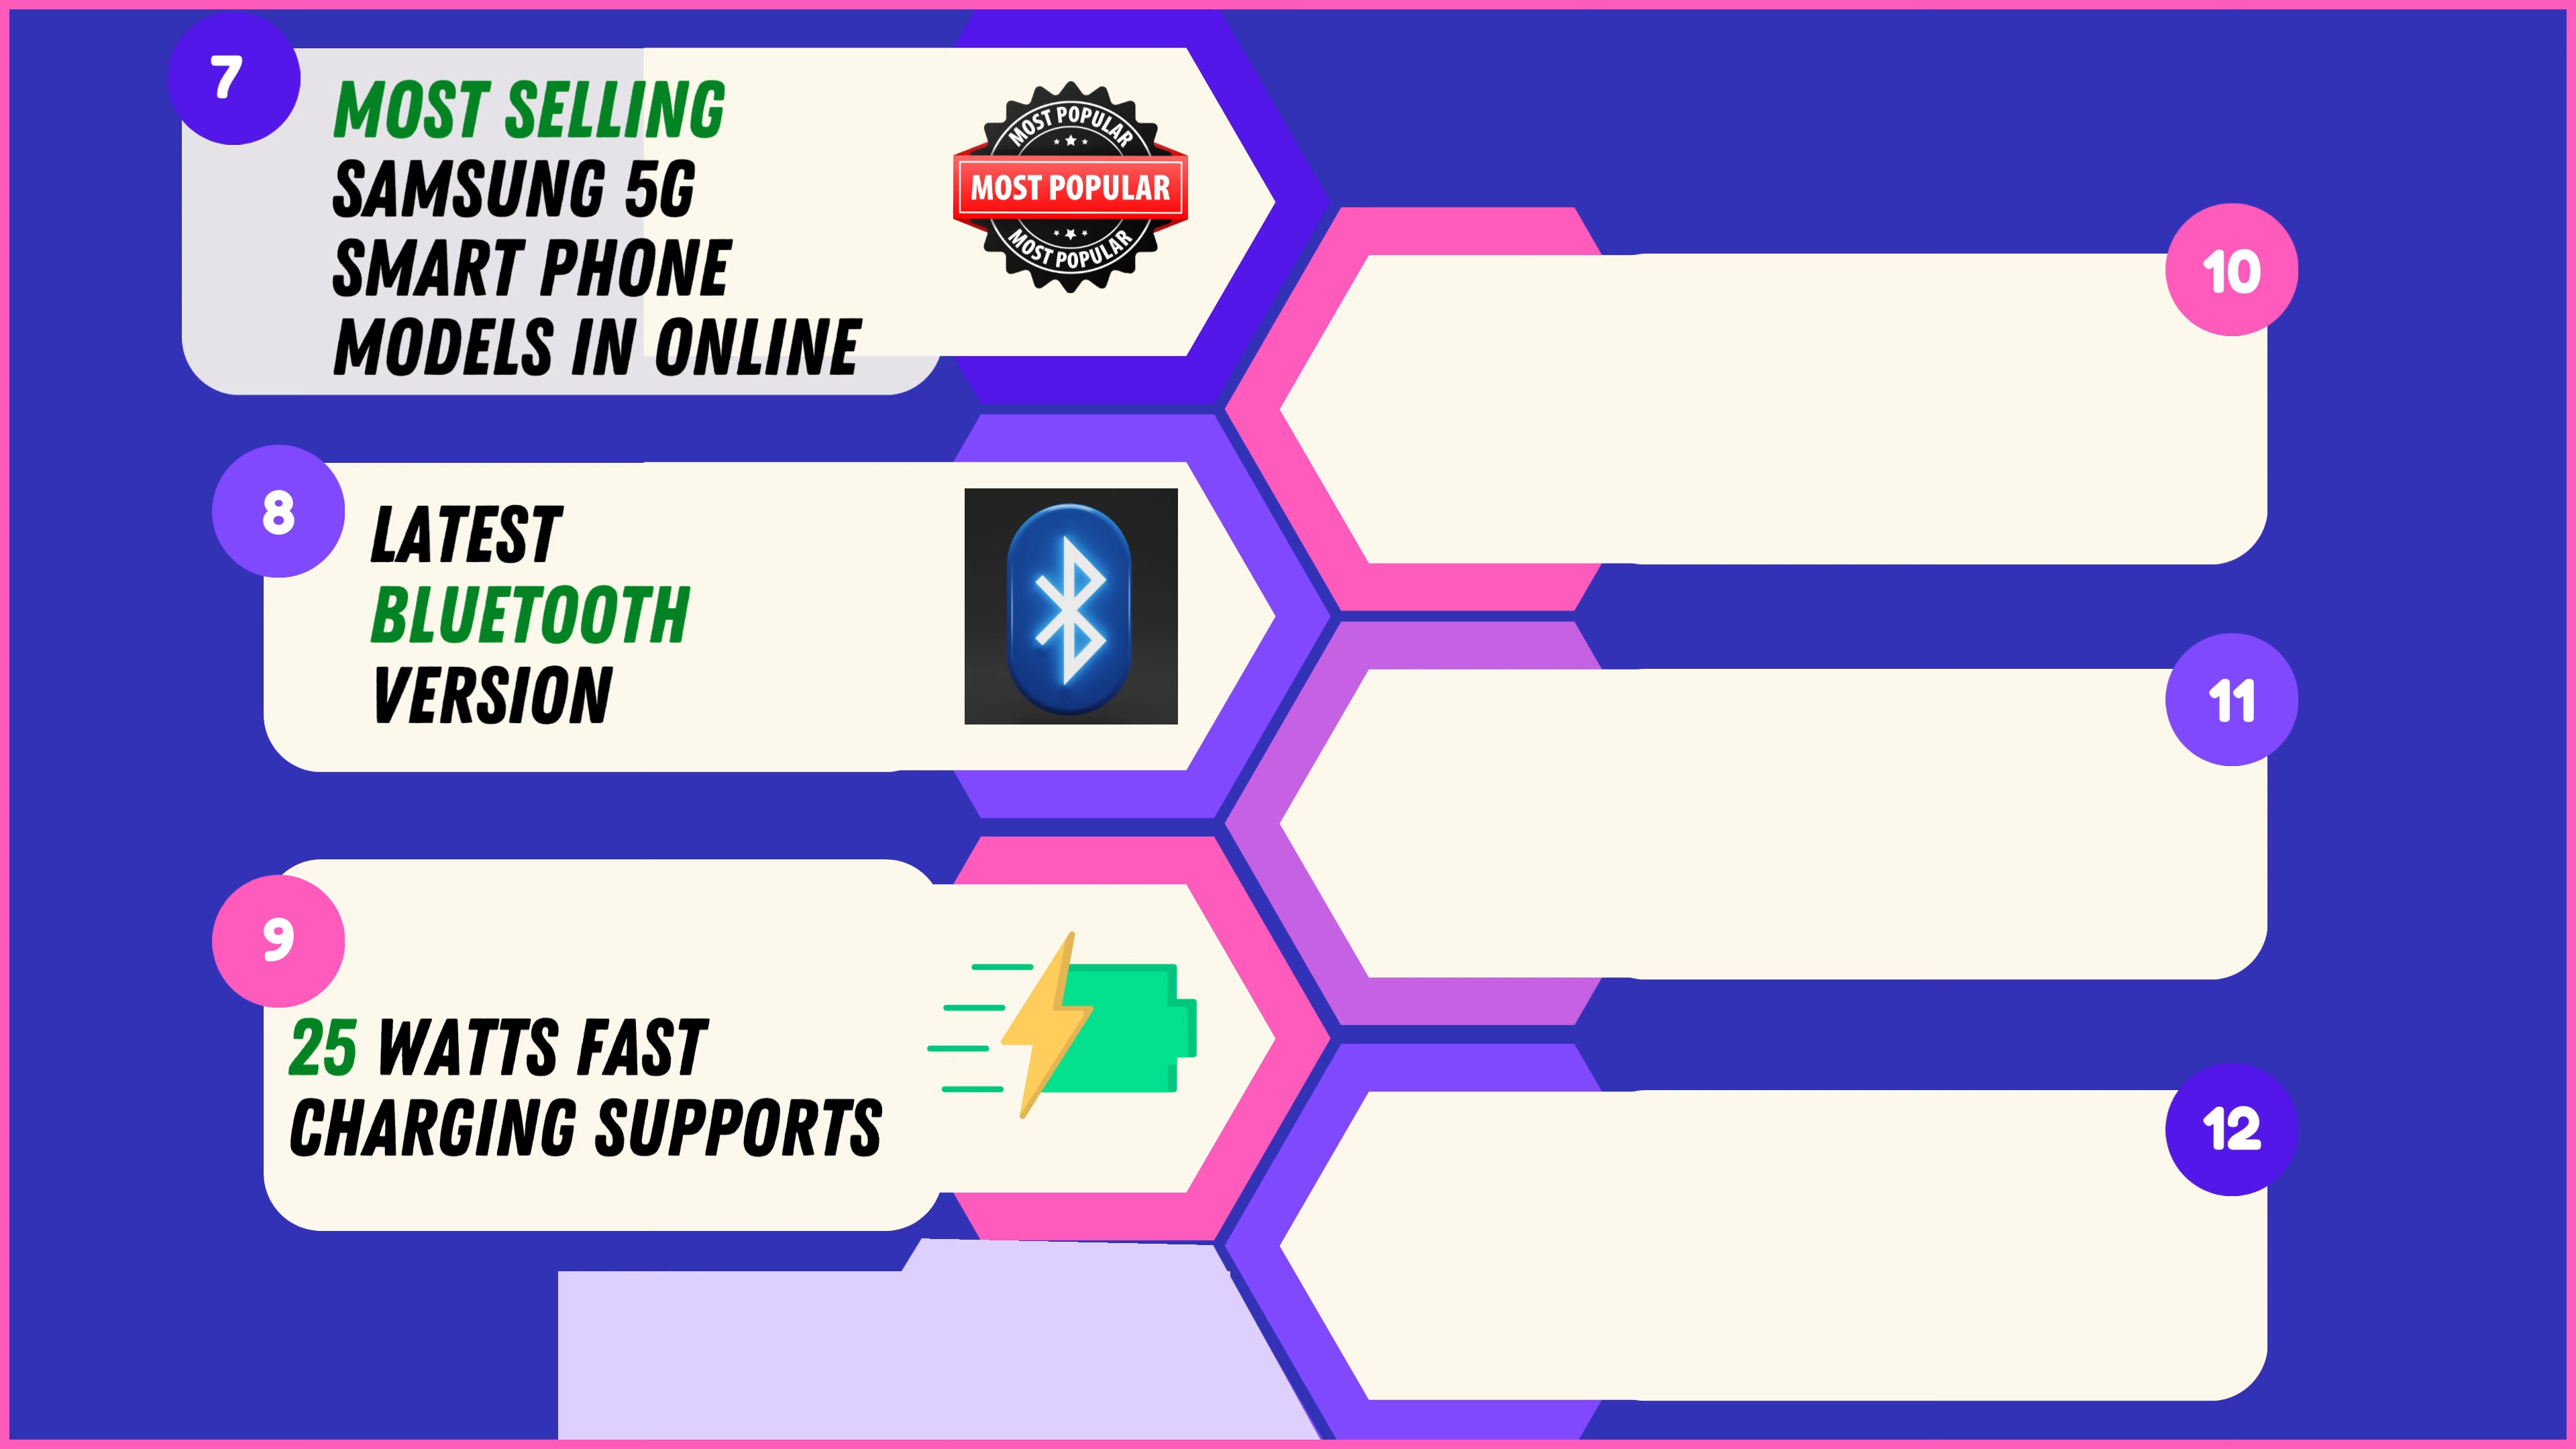 7
MOST SELLING
SAMSUNG 5G
SMART PHONE
MODELS IN ONLINE
MOST POPULAR
MOST POPULAR
MOST POPULAR
8
LATEST
BLUETOOTH
VERSION
9
25 WATTS FAST
CHARGING SUPPORTS
10
11
12